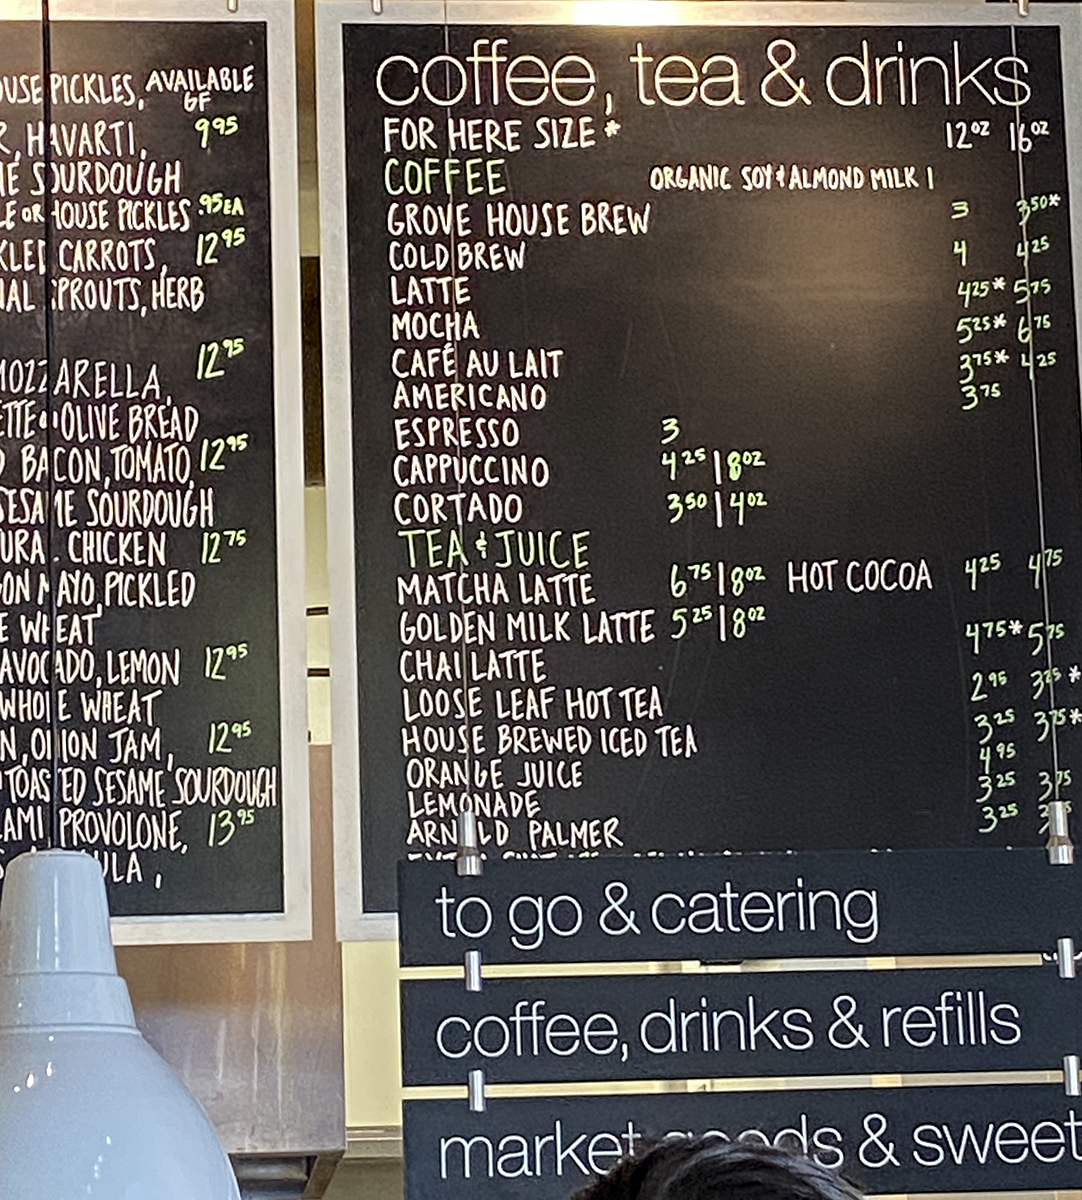 USE PICKLES, AVAILABLE GF
R, HAVARTI, 9.95
E SOURDOUGH
LE OR HOUSE PICKLES .95 EA
KLED CARROTS, 12.95
IAL SPROUTS, HERB
12.95
MOZZARELLA,
ETTE OLIVE BREAD
BACON, TOMATO, 12.95
SESAME SOURDOUGH
URA. CHICKEN 12.75
ON MAYO, PICKLED
E WHEAT
AVOCADO, LEMON 12.95
WHOLE WHEAT
N, ONION JAM, 12.95
TOASTED SESAME SOURDOUGH
AMI PROVOLONE, 13.95
ULA,
coffee, tea & drinks
FOR HERE SIZE * 12OZ 16OZ
COFFEE ORGANIC SOY & ALMOND MILK 1
GROVE HOUSE BREW 3 3.50*
COLD BREW 4 4.25
LATTE 4.25* 5.75
MOCHA 5.25* 6.75
CAFÉ AU LAIT 3.75* 4.25
AMERICANO 3.75
ESPRESSO 3
CAPPUCCINO 4.25 | 8OZ
CORTADO 3.50 | 4OZ
TEA & JUICE
MATCHA LATTE 6.75 | 8OZ HOT COCOA 4.25 4.75
GOLDEN MILK LATTE 5.25 | 8OZ
CHAI LATTE 4.75* 5.75
LOOSE LEAF HOT TEA 2.95 3.25*
HOUSE BREWED ICED TEA 3.25 3.75*
ORANGE JUICE 4.95
LEMONADE 3.25 3.75
ARNOLD PALMER 3.25
to go & catering
coffee, drinks & refills
market goods & sweet